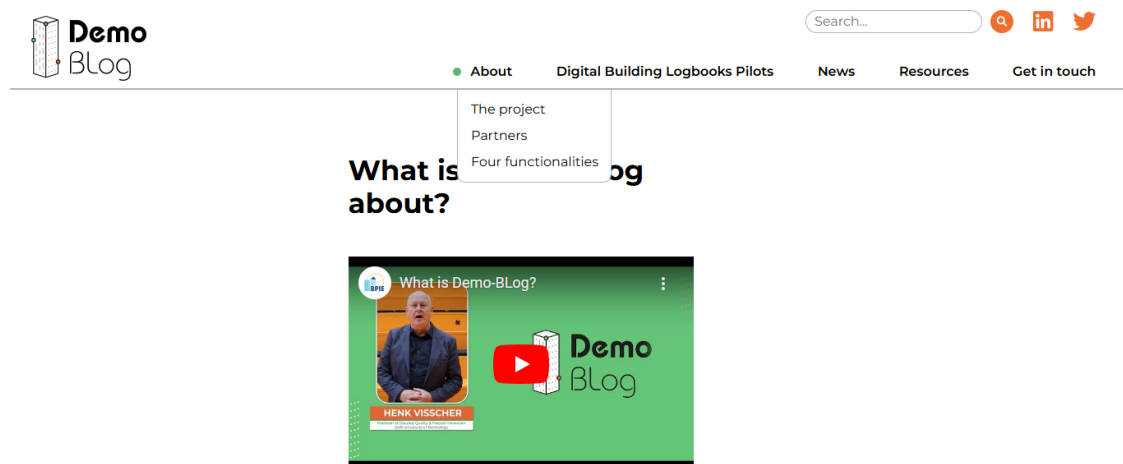 Demo
BLog
Search...
About
Digital Building Logbooks Pilots
News
Resources
Get in touch
The project
Partners
Four functionalities
What is og
about?
BPIE
What is Demo-BLog?
Demo
BLog
HENK VISSCHER